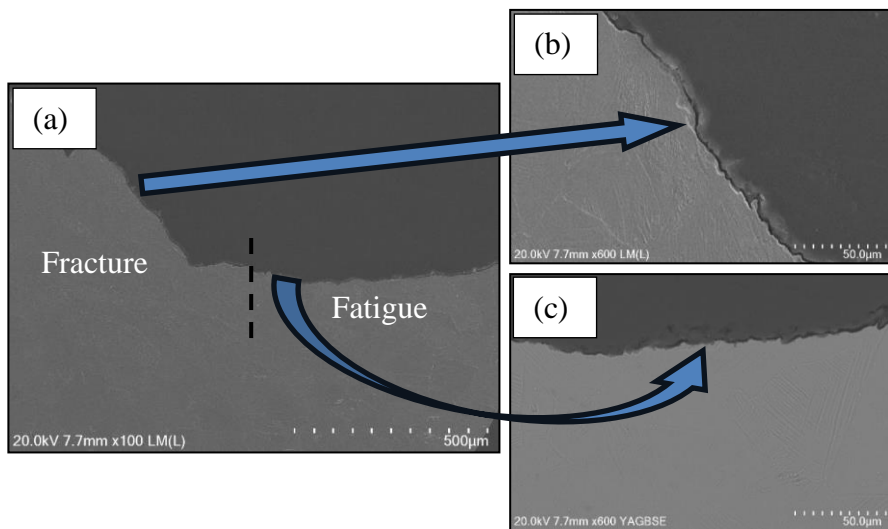 (a)
Fracture
Fatigue
20.0kV 7.7mm x100 LM(L)
500µm
(b)
20.0kV 7.7mm x600 LM(L)
50.0µm
(c)
20.0kV 7.7mm x600 YAGBSE
50.0µm